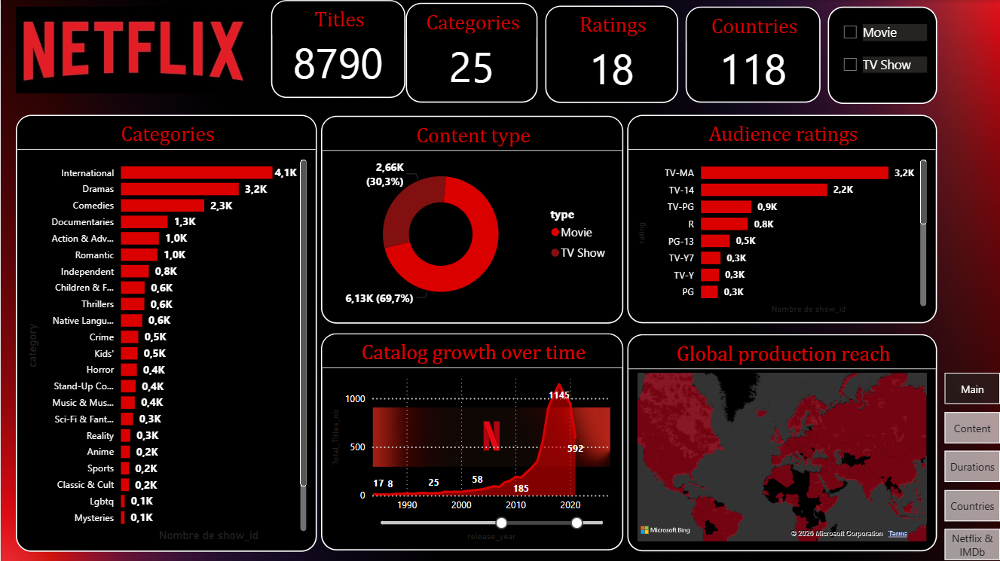 NETFLIX
Titles
8790
Categories
25
Ratings
18
Countries
118
Movie
TV Show
Categories
International 4,1K
Dramas 3,2K
Comedies 2,3K
Documentaries 1,3K
Action & Adv... 1,0K
Romantic 1,0K
Independent 0,8K
Children & F... 0,6K
Thrillers 0,6K
Native Langu... 0,6K
Crime 0,5K
Kids' 0,5K
Horror 0,4K
Stand-Up Co... 0,4K
Music & Mus... 0,4K
Sci-Fi & Fant... 0,3K
Reality 0,3K
Anime 0,2K
Sports 0,2K
Classic & Cult 0,2K
Lgbtq 0,1K
Mysteries 0,1K
category
Nombre de show_id
Content type
2,66K
(30,3%)
6,13K (69,7%)
type
Movie
TV Show
Audience ratings
TV-MA 3,2K
TV-14 2,2K
TV-PG 0,9K
R 0,8K
PG-13 0,5K
TV-Y7 0,3K
TV-Y 0,3K
PG 0,3K
rating
Nombre de show_id
Catalog growth over time
1000
500
0
Total_Titles_nb
N
17 8 25 58 185 1145 592
1990 2000 2010 2020
release_year
Global production reach
Microsoft Bing
© 2026 Microsoft Corporation Terms
Main
Content
Durations
Countries
Netflix &
IMDb